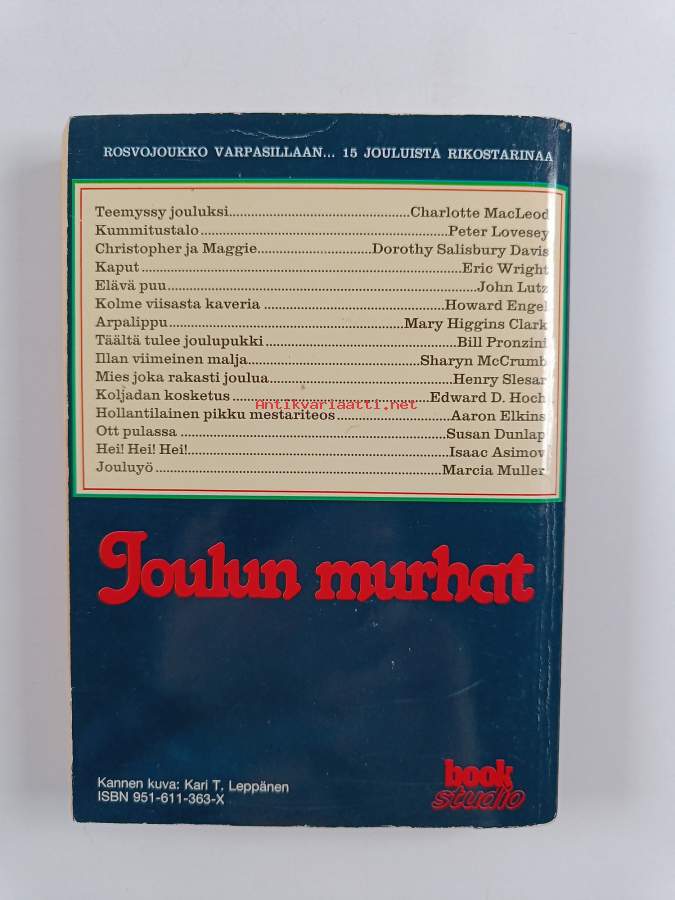 ROSVOJOUKKO VARPASILLAAN... 15 JOULUISTA RIKOSTARINAA
Teemyssy jouluksi........Charlotte MacLeod
Kummitustalo........Peter Lovesey
Christopher ja Maggie........Dorothy Salisbury Davis
Kaput........Eric Wright
Elävä puu........John Lutz
Kolme viisasta kaveria........Howard Engel
Arpalippu........Mary Higgins Clark
Täältä tulee joulupukki........Bill Pronzini
Illan viimeinen malja........Sharyn McCrumb
Mies joka rakasti joulua........Henry Slesar
Koljadan kosketus........Edward D. Hoch
Antikvariaatti.net
Hollantilainen pikku mestariteos........Aaron Elkins
Ott pulassa........Susan Dunlap
Hei! Hei! Hei!........Isaac Asimov
Jouluyö........Marcia Muller
Joulun murhat
Kannen kuva: Kari T. Leppänen
ISBN 951-611-363-X
book
studio